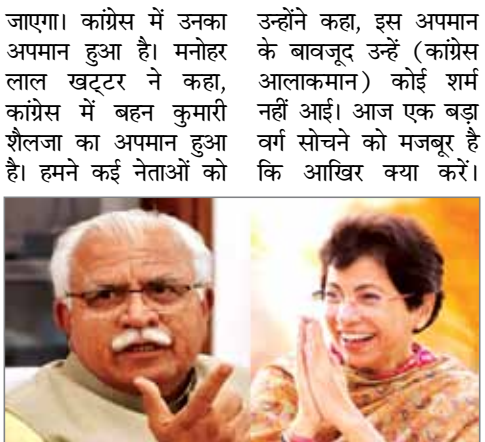 जाएगा। कांग्रेस में उनका
अपमान हुआ है। मनोहर
लाल खट्टर ने कहा,
कांग्रेस में बहन कुमारी
शैलजा का अपमान हुआ
है। हमने कई नेताओं को
उन्होंने कहा, इस अपमान
के बावजूद उन्हें (कांग्रेस
आलाकमान) कोई शर्म
नहीं आई। आज एक बड़ा
वर्ग सोचने को मजबूर है
कि आखिर क्या करें।